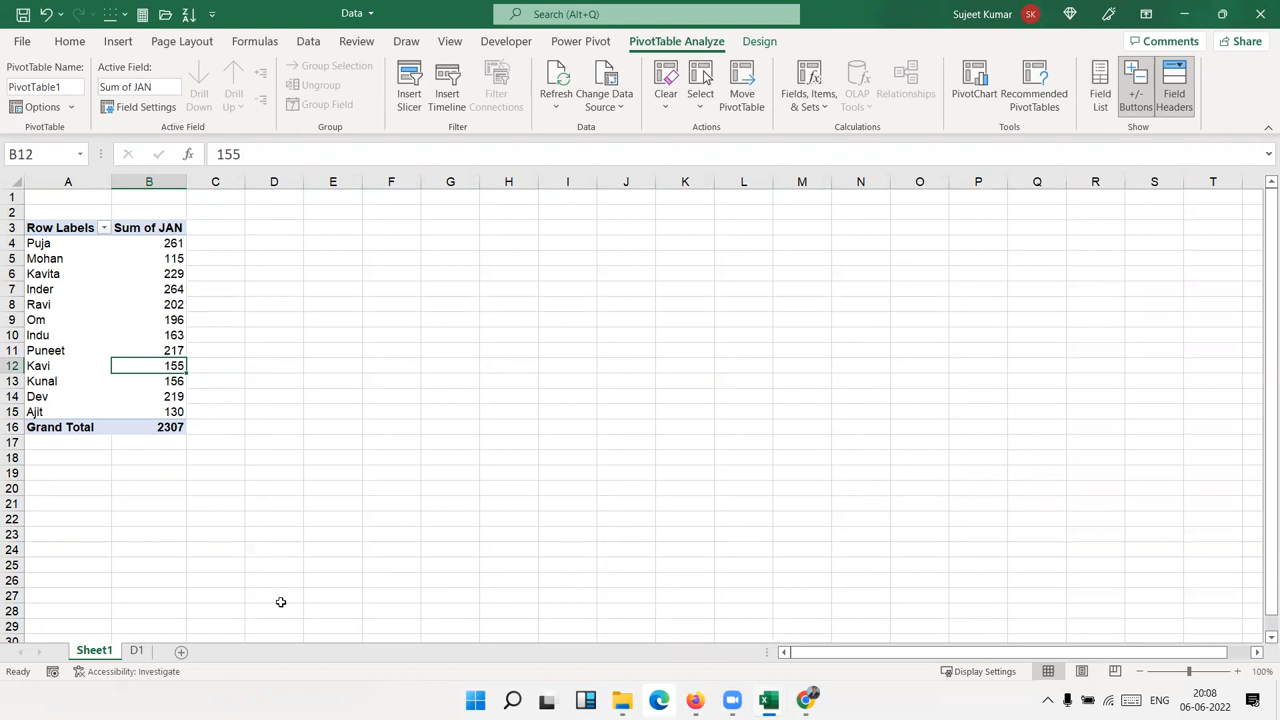 Data
Search (Alt+Q)
Sujeet Kumar SK
File Home Insert Page Layout Formulas Data Review View Draw Developer Power Pivot PivotTable Analyze Design Comments Share
PivotTable Name:
PivotTable1
Options
PivotTable
Active Field:
Sum of JAN
Field Settings
Drill Down
Drill Up
Active Field
Group Selection
Ungroup
Group Field
Group
Insert Slicer
Insert Timeline
Filter Connections
Filter
Refresh
Change Data Source
Data
Clear
Select
Move PivotTable
Actions
Fields, Items, & Sets
OLAP Tools
Relationships
Calculations
PivotChart
Recommended PivotTables
Tools
Field List
+/- Buttons
Field Headers
Show
B12 fx 155
A B C D E F G H I J K L M N O P Q R S T
1
2
3 Row Labels Sum of JAN
4 Puja 261
5 Mohan 115
6 Kavita 229
7 Inder 264
8 Ravi 202
9 Om 196
10 Indu 163
11 Puneet 217
12 Kavi 155
13 Kunal 156
14 Dev 219
15 Ajit 130
16 Grand Total 2307
17
18
19
20
21
22
23
24
25
26
27
28
29
30
Sheet1 D1
Ready Accessibility: Investigate Display Settings 100%
ENG 20:08
06-06-2022